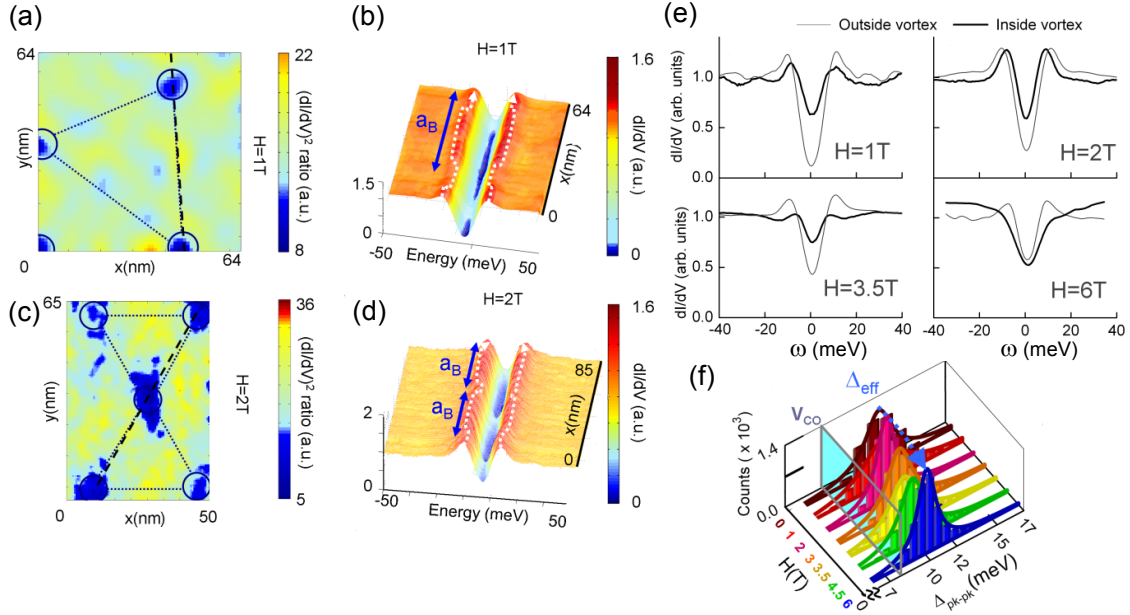 (a)
64
y(nm)
0
x(nm)
64
H=1T
22
(dI/dV)² ratio (a.u.)
8
(b)
H=1T
a_B
1.5
0
-50
Energy (meV)
50
0
x(nm)
64
1.6
dI/dV (a.u.)
0
(c)
65
y(nm)
0
x(nm)
50
H=2T
36
(dI/dV)² ratio (a.u.)
5
(d)
H=2T
a_B
a_B
2
0
-50
Energy (meV)
50
0
x(nm)
85
1.6
dI/dV (a.u.)
0
(e)
Outside vortex
Inside vortex
dI/dV (arb. units)
1.0
0.5
0.0
H=1T
H=2T
dI/dV (arb. units)
1.0
0.5
0.0
H=3.5T
H=6T
-40 -20 0 20 40
-40 -20 0 20 40
ω (meV)
ω (meV)
(f)
Δeff
V_CO
Counts ( x 10³)
1.4
0.0
0 1 2 3 3.5 4.5 6
H(T)
0 7 10 12 15 17
Δpk-pk (meV)